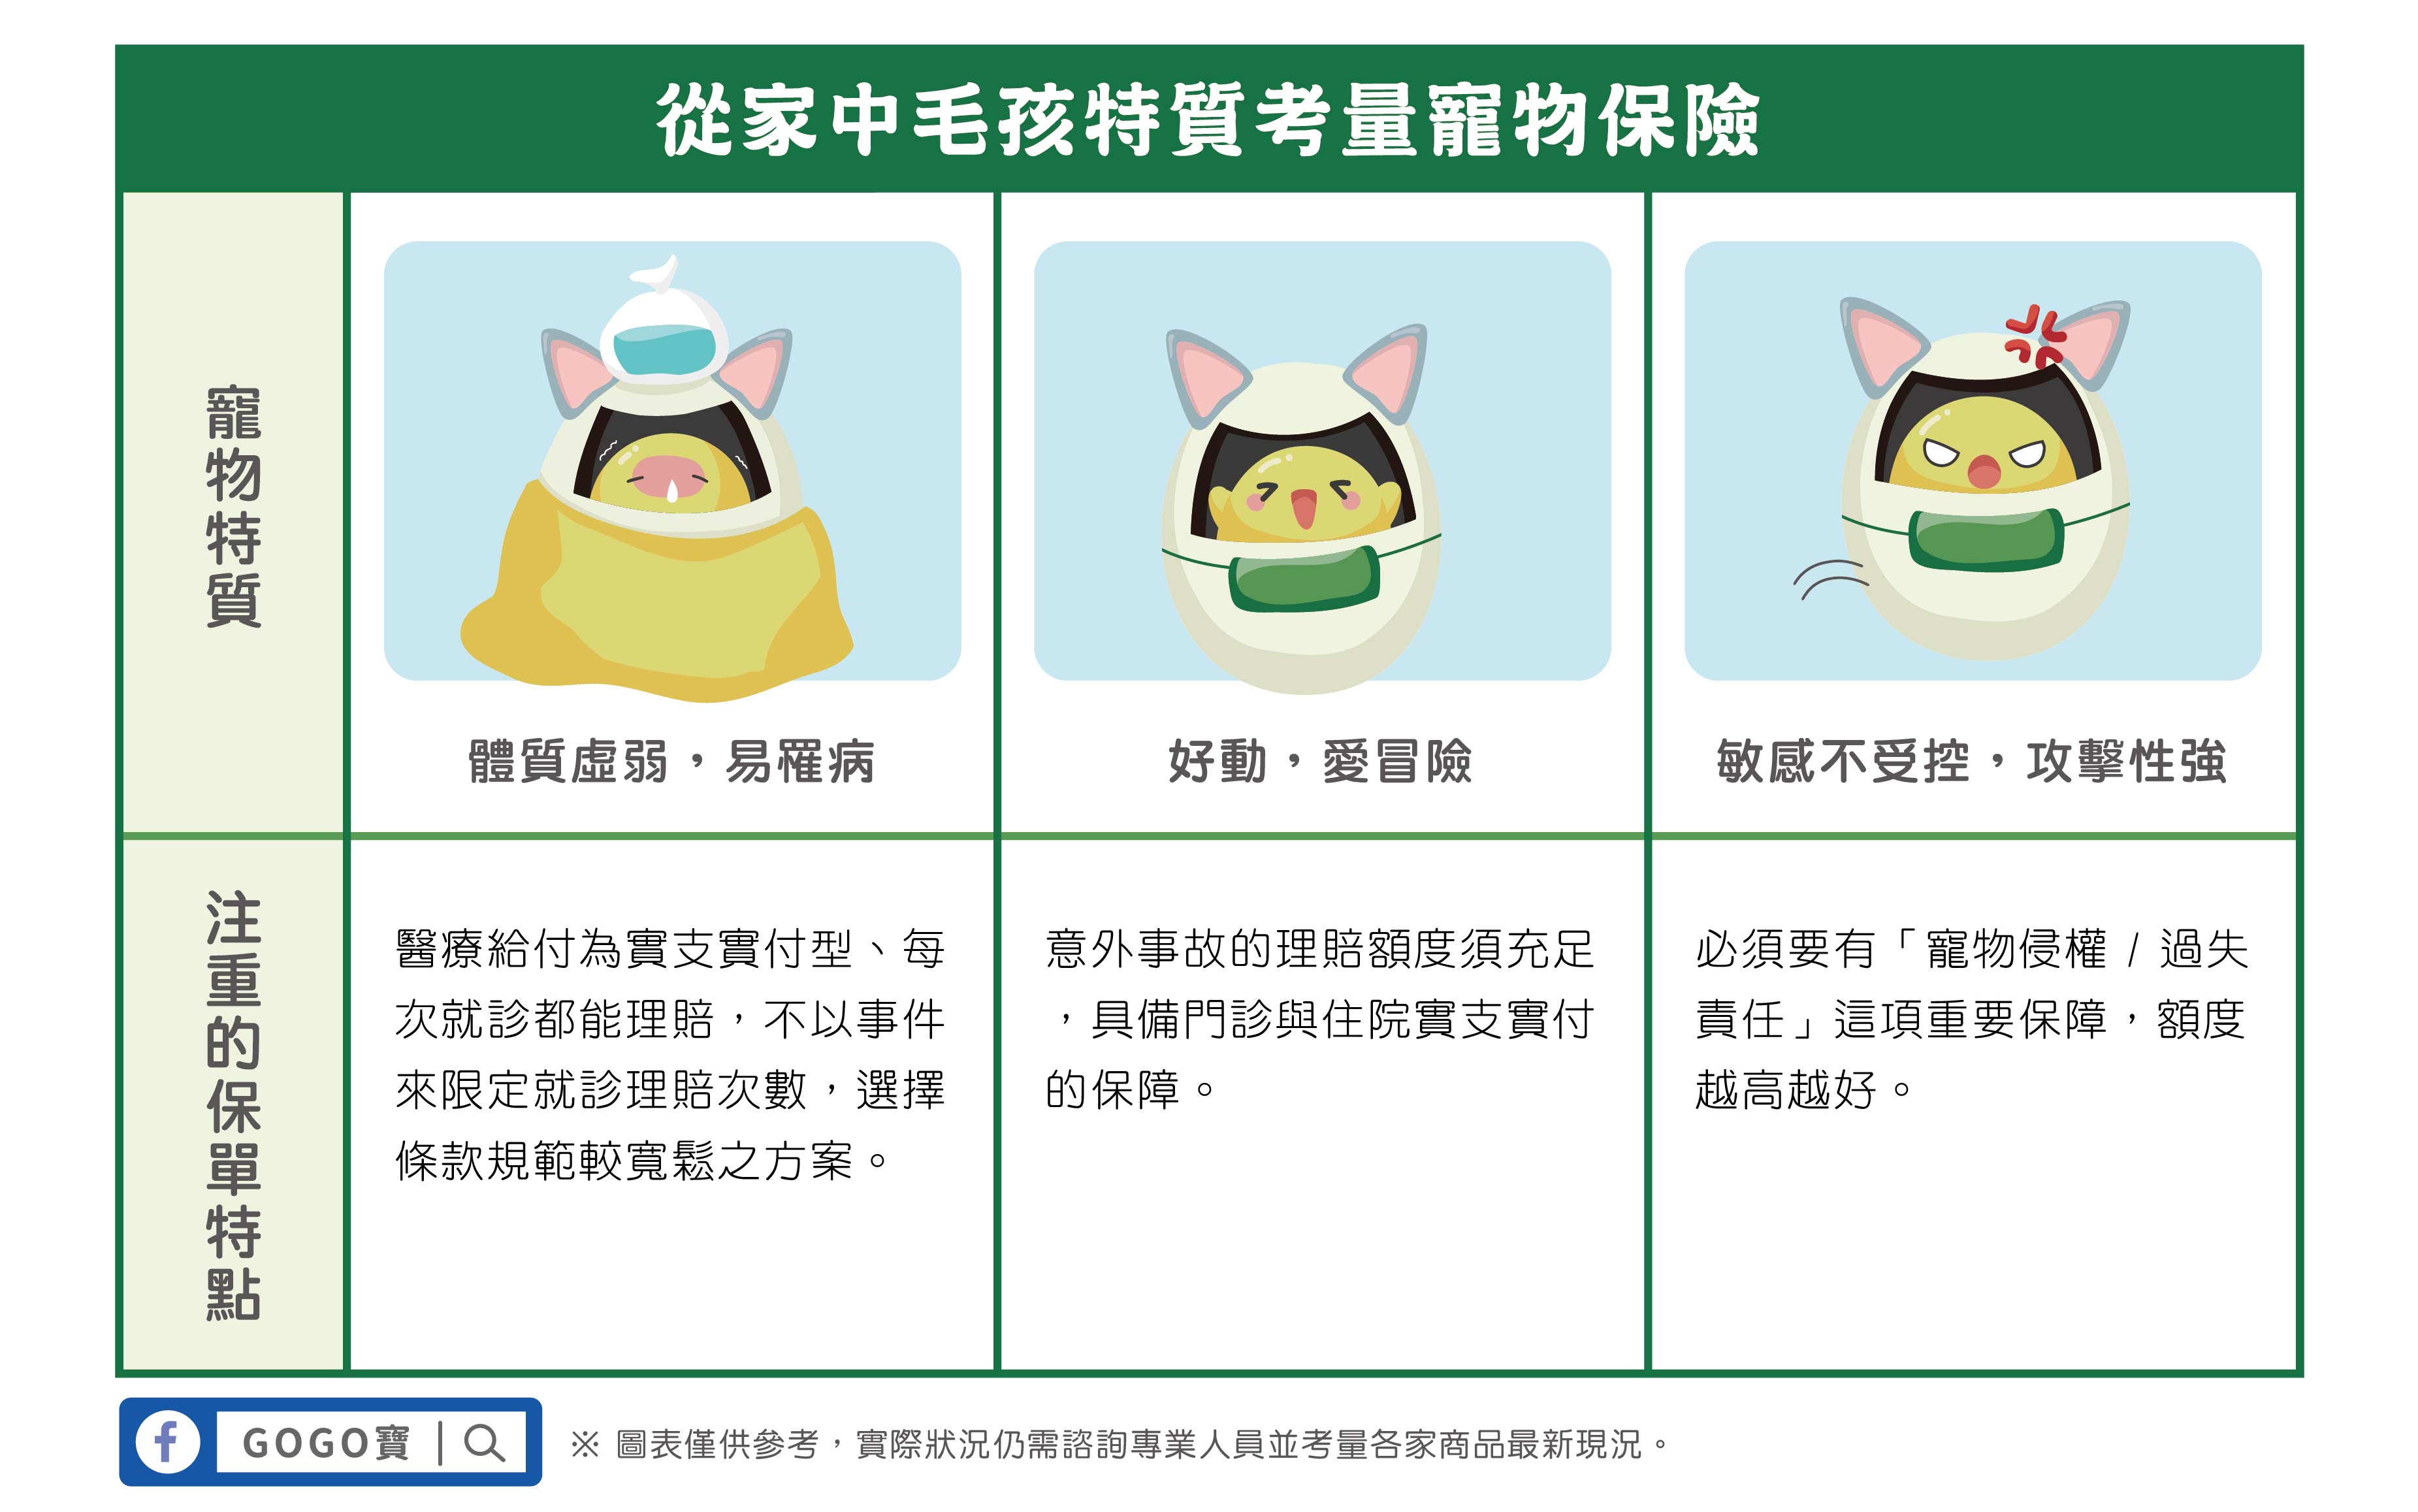 從家中毛孩特質考量寵物保險
寵物特質
體質虛弱，易罹病
好動，愛冒險
敏感不受控，攻擊性強
注重的保單特點
醫療給付為實支實付型、每
次就診都能理賠，不以事件
來限定就診理賠次數，選擇
條款規範較寬鬆之方案。
意外事故的理賠額度須充足
，具備門診與住院實支實付
的保障。
必須要有「寵物侵權 / 過失
責任」這項重要保障，額度
越高越好。
f GOGO寶
※ 圖表僅供參考，實際狀況仍需諮詢專業人員並考量各家商品最新現況。